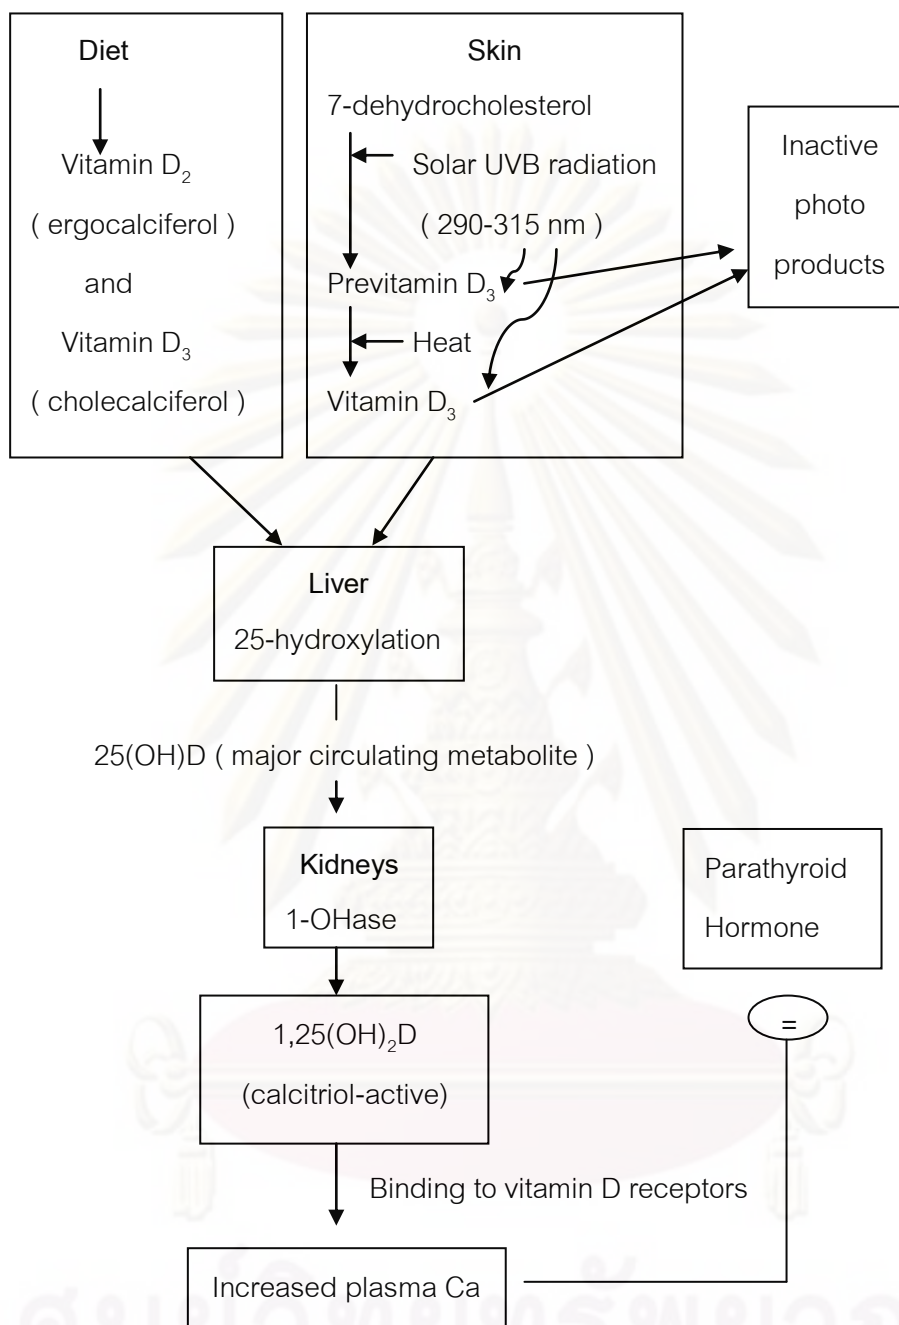 Diet
Vitamin D₂
( ergocalciferol )
and
Vitamin D₃
( cholecalciferol )
Skin
7-dehydrocholesterol
Solar UVB radiation
( 290-315 nm )
Previtamin D₃
Heat
Vitamin D₃
Inactive
photo
products
Liver
25-hydroxylation
25(OH)D ( major circulating metabolite )
Kidneys
1-OHase
Parathyroid
Hormone
=
1,25(OH)₂D
(calcitriol-active)
Binding to vitamin D receptors
Increased plasma Ca